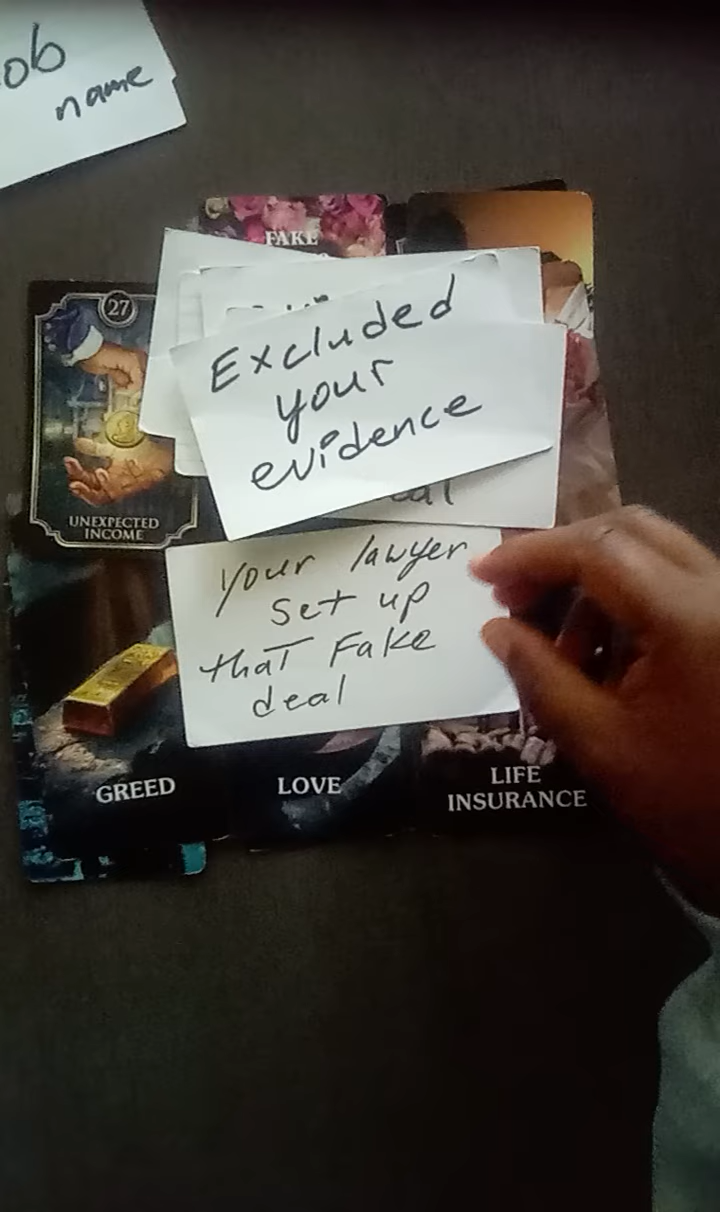 ob
name
FAKE
27
Excluded
your
evidence
UNEXPECTED
INCOME
your lawyer
set up
that Fake
deal
GREED
LOVE
LIFE
INSURANCE